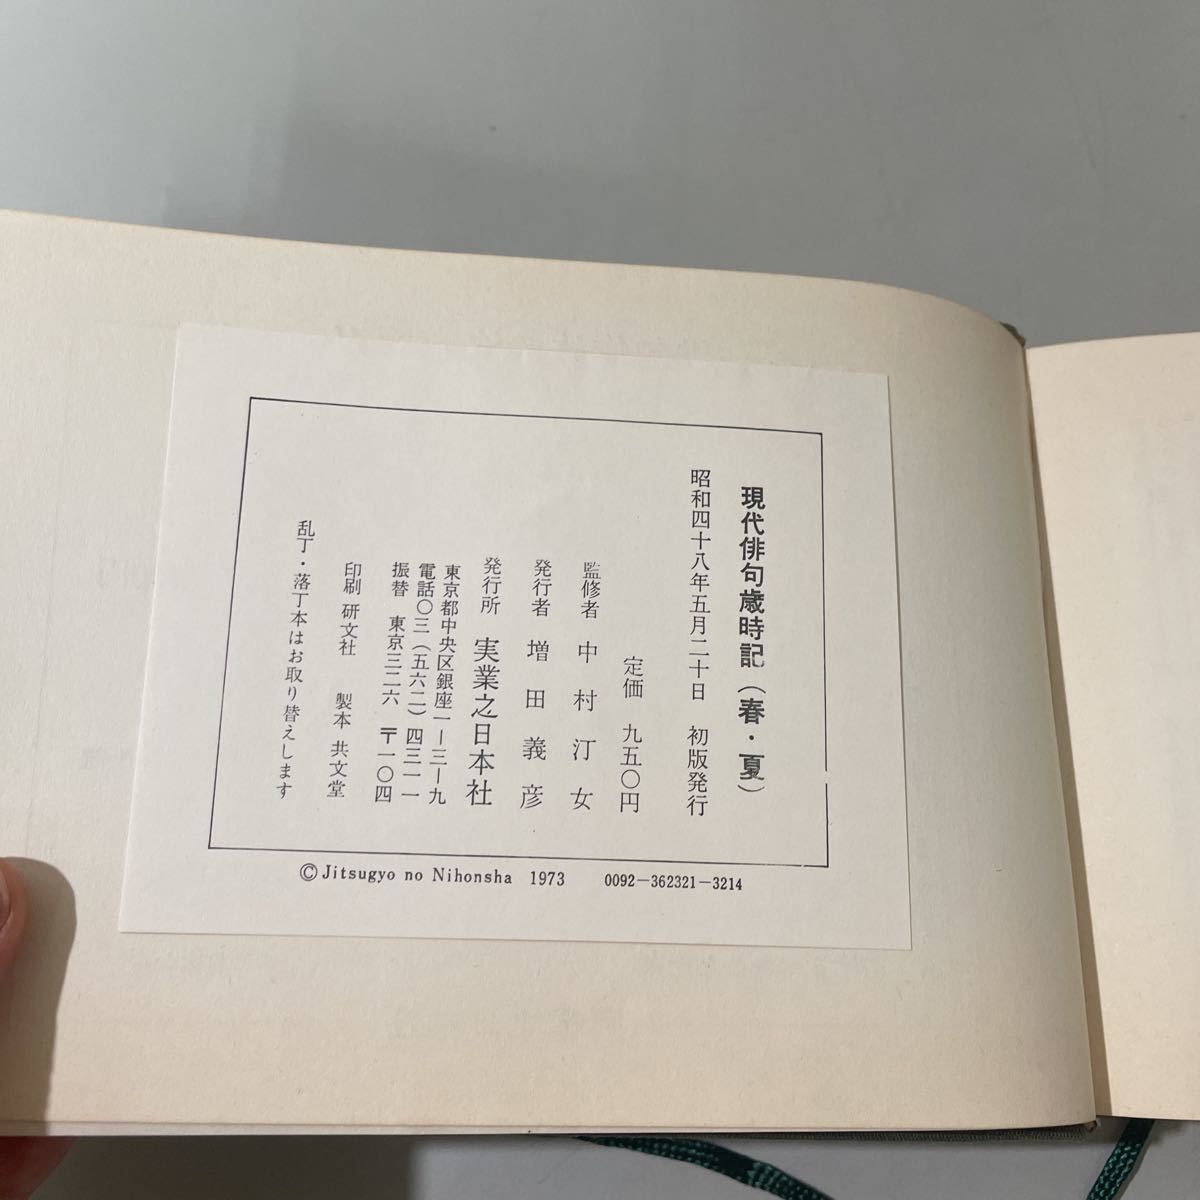 現代俳句歳時記（春・夏）
昭和四十八年五月二十日　初版発行
定価　九五〇円
監修者　中村汀女
発行者　増田義彦
発行所　実業之日本社
東京都中央区銀座一ー三ー九
電話〇三（五六二）四三一一
振替　東京三二六　〒一〇四
印刷　研文社　製本　共文堂
乱丁・落丁本はお取り替えします
©Jitsugyo no Nihonsha 1973　0092－362321－3214